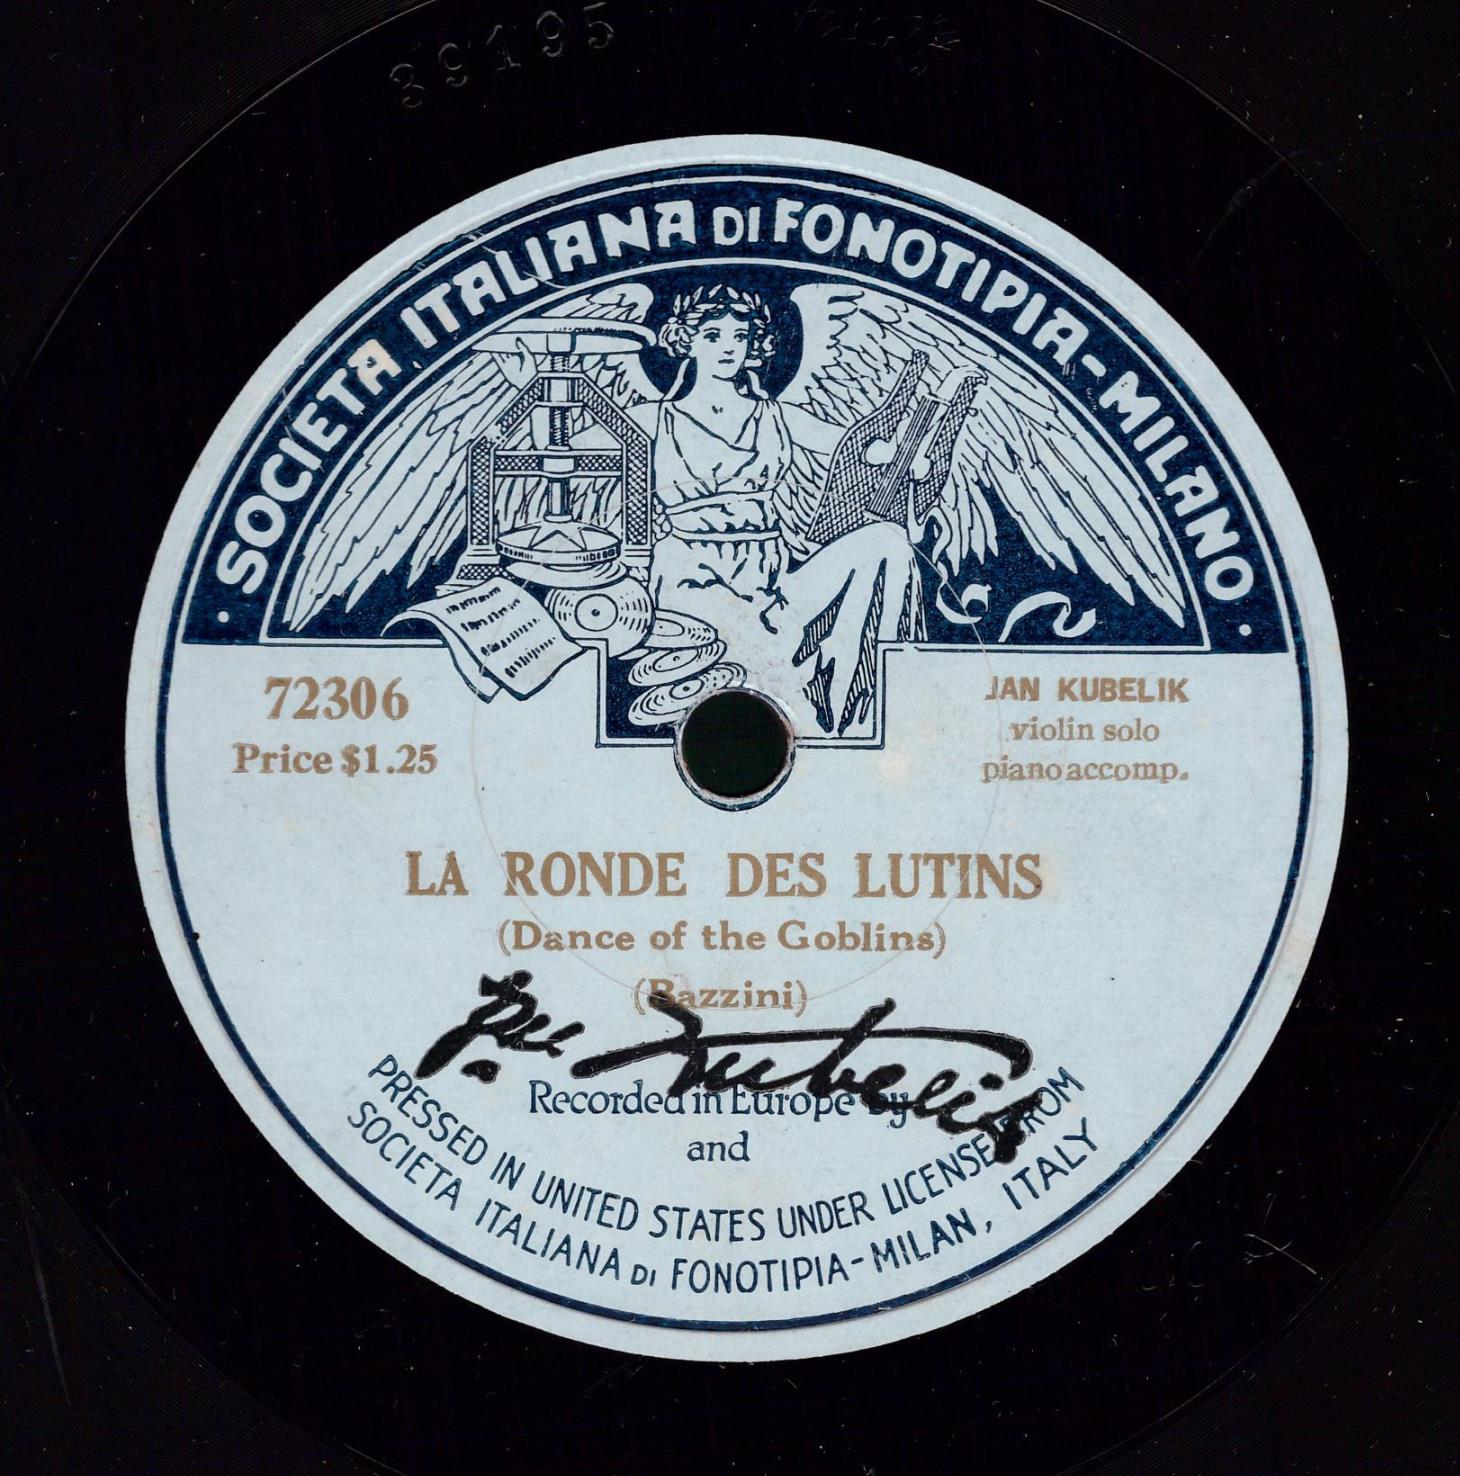 39195
SOCIETA ITALIANA DI FONOTIPIA-MILANO
72306
Price $1.25
JAN KUBELIK
violin solo
piano accomp.
LA RONDE DES LUTINS
(Dance of the Goblins)
(Bazzini)
Kubelik
Recorded in Europe by
and
PRESSED IN UNITED STATES UNDER LICENSE FROM
SOCIETA ITALIANA DI FONOTIPIA-MILAN, ITALY